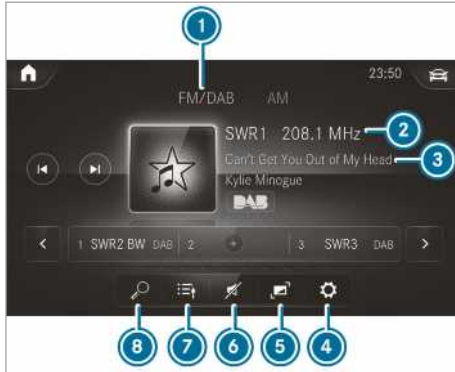 1
23:50
FM/DAB AM
SWR1 208.1 MHz 2
Can't Get You Out of My Head 3
Kylie Minogue
DAB
1 SWR2 BW DAB 2 3 SWR3 DAB
8 7 6 5 4